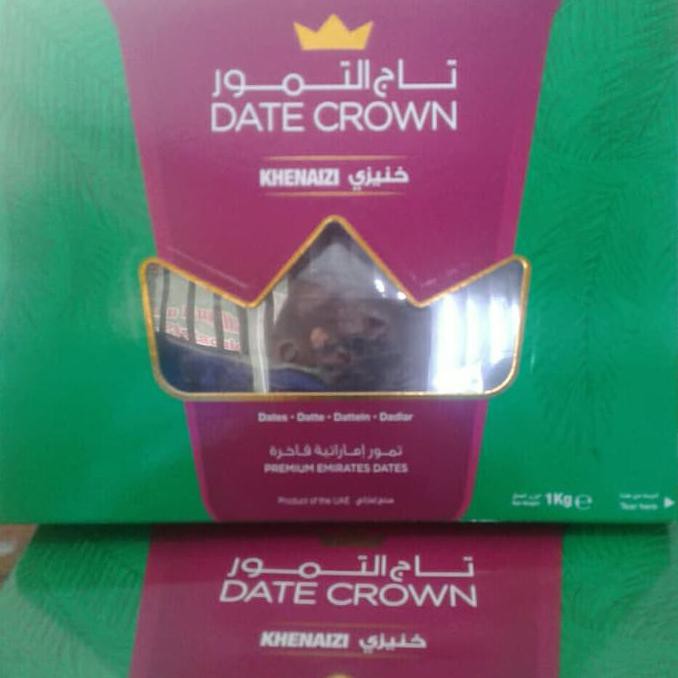 تاج التمور
DATE CROWN
KHENAIZI خنيزي
Dates • Datte • Dattein • Dadlar
تمور إماراتية فاخرة
PREMIUM EMIRATES DATES
Product of the UAE
1Kg e
Tear here
تاج التمور
DATE CROWN
KHENAIZI خنيزي